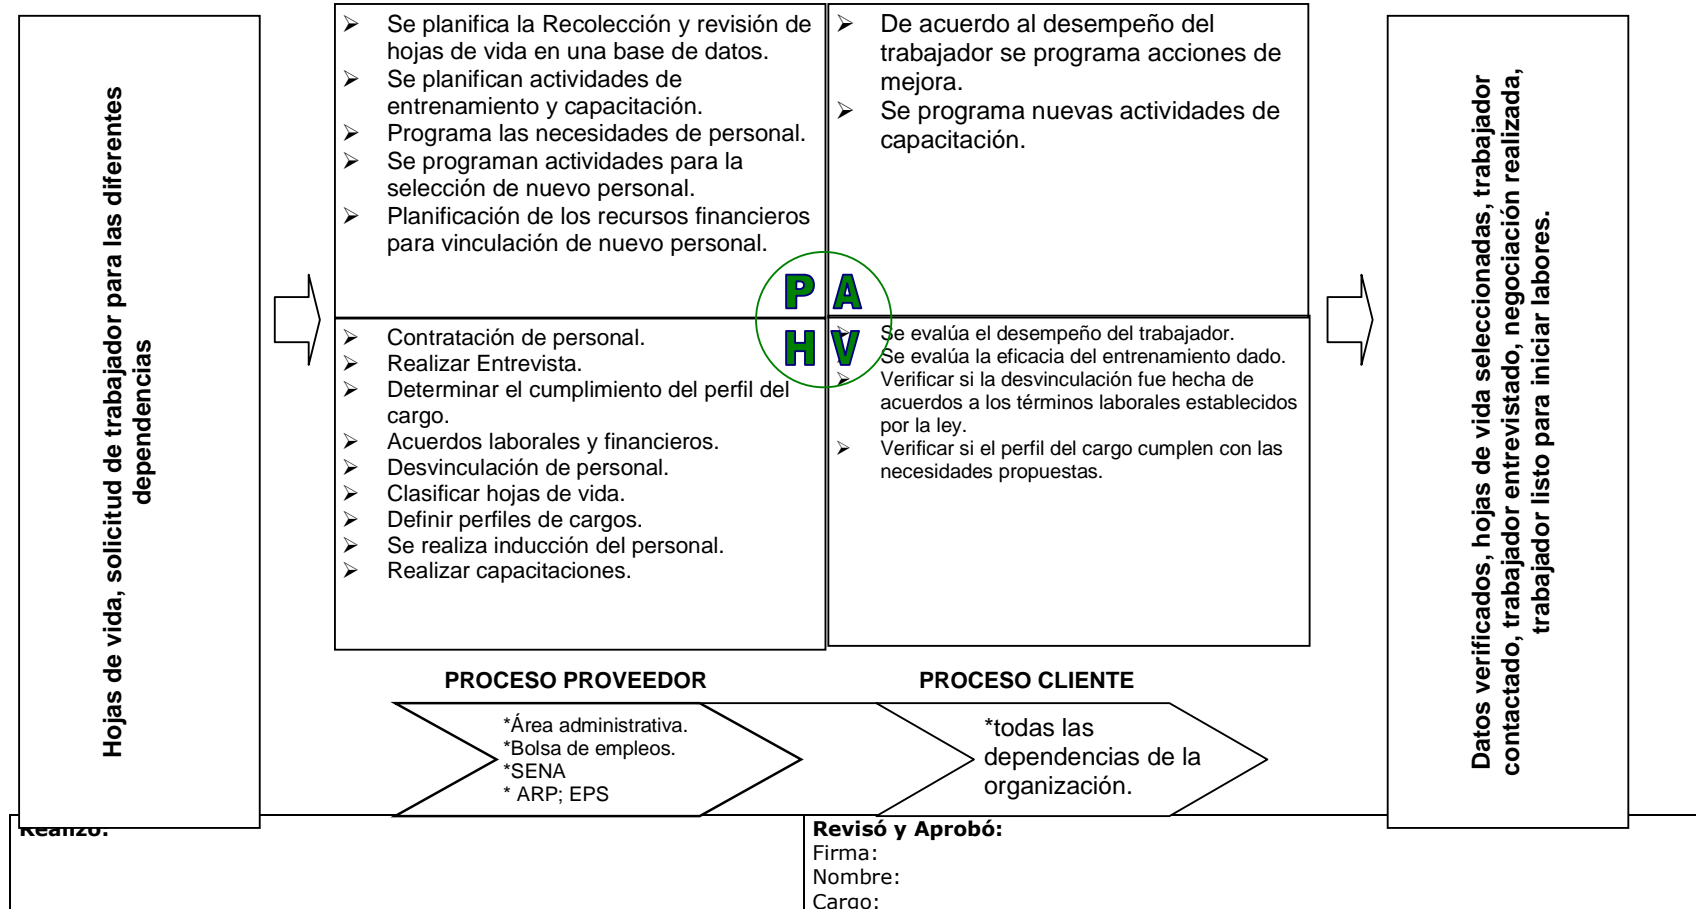 Hojas de vida, solicitud de trabajador para las diferentes
dependencias
Se planifica la Recolección y revisión de
hojas de vida en una base de datos.
Se planifican actividades de
entrenamiento y capacitación.
Programa las necesidades de personal.
Se programan actividades para la
selección de nuevo personal.
Planificación de los recursos financieros
para vinculación de nuevo personal.
De acuerdo al desempeño del
trabajador se programa acciones de
mejora.
Se programa nuevas actividades de
capacitación.
P A
H V
Contratación de personal.
Realizar Entrevista.
Determinar el cumplimiento del perfil del
cargo.
Acuerdos laborales y financieros.
Desvinculación de personal.
Clasificar hojas de vida.
Definir perfiles de cargos.
Se realiza inducción del personal.
Realizar capacitaciones.
Se evalúa el desempeño del trabajador.
Se evalúa la eficacia del entrenamiento dado.
Verificar si la desvinculación fue hecha de
acuerdos a los términos laborales establecidos
por la ley.
Verificar si el perfil del cargo cumplen con las
necesidades propuestas.
Datos verificados, hojas de vida seleccionadas, trabajador
contactado, trabajador entrevistado, negociación realizada,
trabajador listo para iniciar labores.
PROCESO PROVEEDOR
*Área administrativa.
*Bolsa de empleos.
*SENA
* ARP; EPS
PROCESO CLIENTE
*todas las
dependencias de la
organización.
Realizó:
Revisó y Aprobó:
Firma:
Nombre:
Cargo: